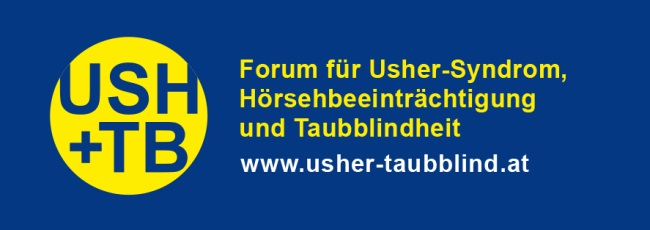 USH
+TB
Forum für Usher-Syndrom,
Hörsehbeeinträchtigung
und Taubblindheit
www.usher-taubblind.at